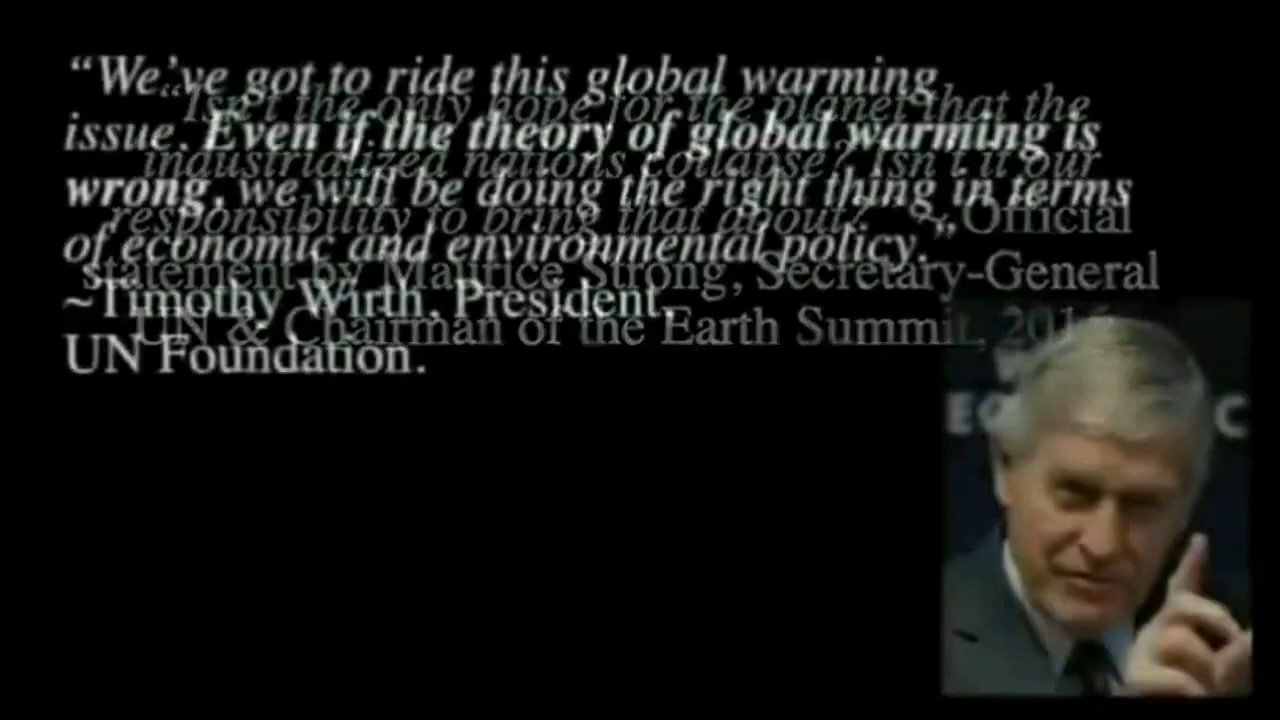 “We’ve got to ride this global warming
issue. Even if the theory of global warming is
wrong, we will be doing the right thing in terms
of economic and environmental policy.“
~Timothy Wirth, President,
UN Foundation.
“Isn't the only hope for the planet that the
industrialized nations collapse? Isn't it our
responsibility to bring that about?” ~ Official
statement by Maurice Strong, Secretary-General
UN & Chairman of the Earth Summit,